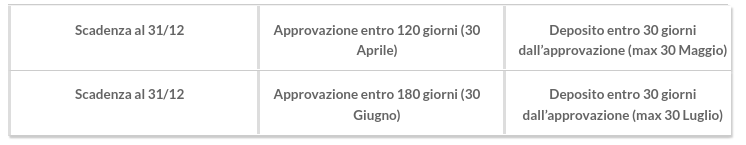 Scadenza al 31/12
Approvazione entro 120 giorni (30
Aprile)
Deposito entro 30 giorni
dall'approvazione (max 30 Maggio)
Scadenza al 31/12
Approvazione entro 180 giorni (30
Giugno)
Deposito entro 30 giorni
dall'approvazione (max 30 Luglio)